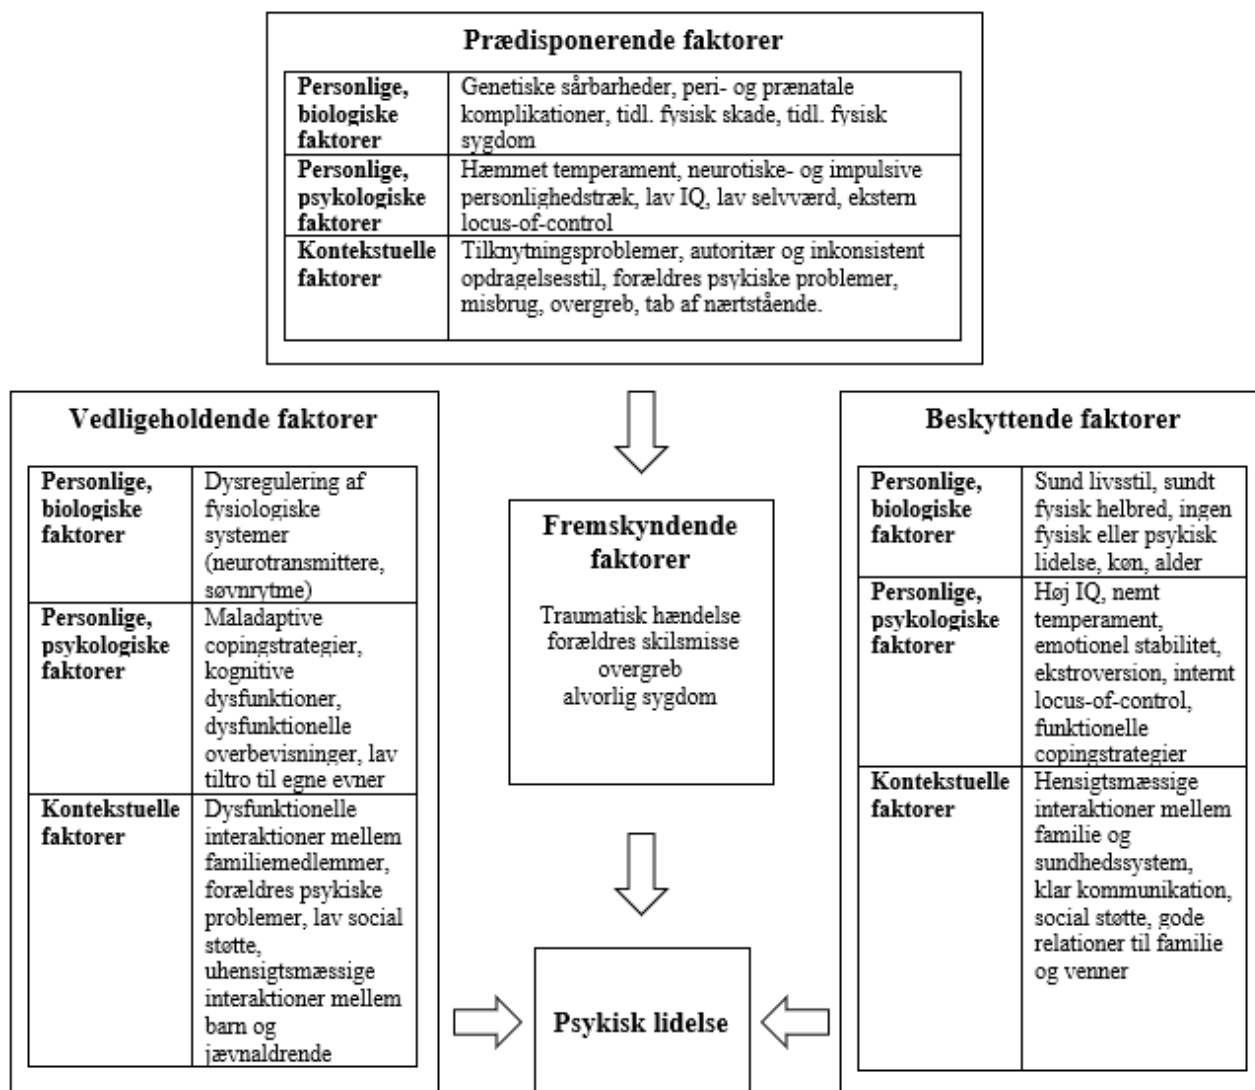 Prædisponerende faktorer
Personlige,
biologiske
faktorer
Genetiske sårbarheder, peri- og prænatale
komplikationer, tidl. fysisk skade, tidl. fysisk
sygdom
Personlige,
psykologiske
faktorer
Hæmmet temperament, neurotiske- og impulsive
personlighedstræk, lav IQ, lav selvværd, ekstern
locus-of-control
Kontekstuelle
faktorer
Tilknytningsproblemer, autoritær og inkonsistent
opdragelsesstil, forældres psykiske problemer,
misbrug, overgreb, tab af nærtstående.
Vedligeholdende faktorer
Personlige,
biologiske
faktorer
Dysregulering af
fysiologiske
systemer
(neurotransmittere,
søvnrytme)
Personlige,
psykologiske
faktorer
Maladaptive
copingstrategier,
kognitive
dysfunktioner,
dysfunktionelle
overbevisninger, lav
tiltro til egne evner
Kontekstuelle
faktorer
Dysfunktionelle
interaktioner mellem
familiemedlemmer,
forældres psykiske
problemer, lav social
støtte,
uhensigtsmæssige
interaktioner mellem
barn og
jævnaldrende
Fremskyndende
faktorer
Traumatisk hændelse
forældres skilsmisse
overgreb
alvorlig sygdom
Psykisk lidelse
Beskyttende faktorer
Personlige,
biologiske
faktorer
Sund livsstil, sundt
fysisk helbred, ingen
fysisk eller psykisk
lidelse, køn, alder
Personlige,
psykologiske
faktorer
Høj IQ, nemt
temperament,
emotionel stabilitet,
ekstroversion, internt
locus-of-control,
funktionelle
copingstrategier
Kontekstuelle
faktorer
Hensigtsmæssige
interaktioner mellem
familie og
sundhedssystem,
klar kommunikation,
social støtte, gode
relationer til familie
og venner